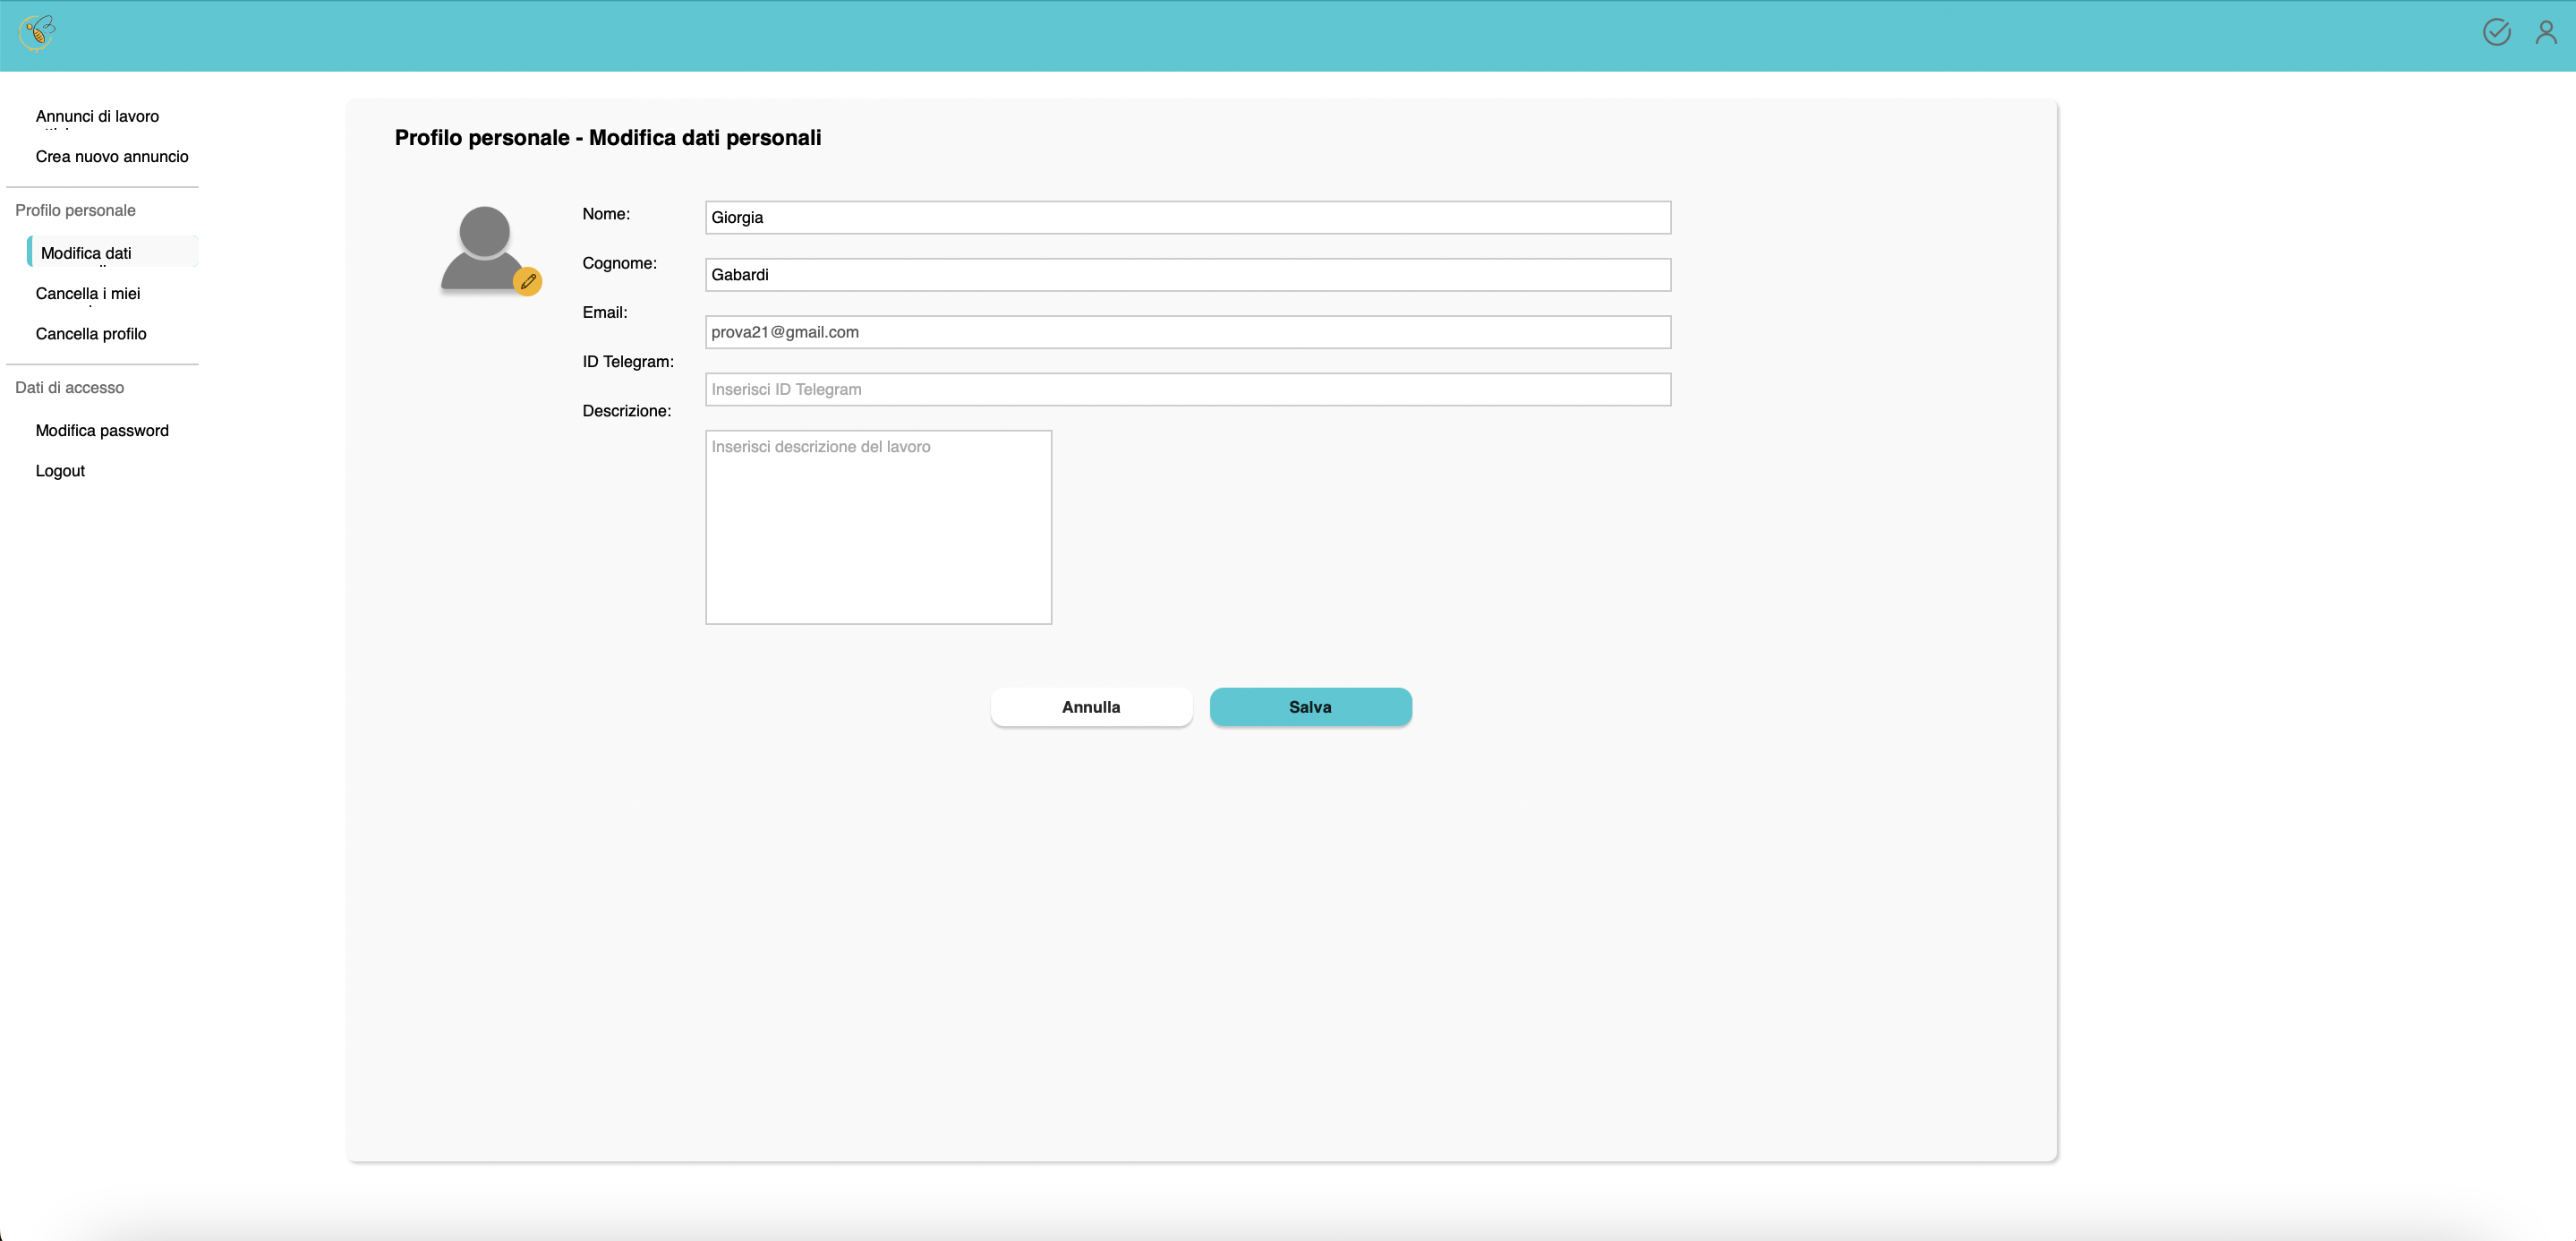 Annunci di lavoro
Crea nuovo annuncio
Profilo personale
Modifica dati
Cancella i miei
Cancella profilo
Dati di accesso
Modifica password
Logout
Profilo personale - Modifica dati personali
Nome:
Giorgia
Cognome:
Gabardi
Email:
prova21@gmail.com
ID Telegram:
Inserisci ID Telegram
Descrizione:
Inserisci descrizione del lavoro
Annulla
Salva